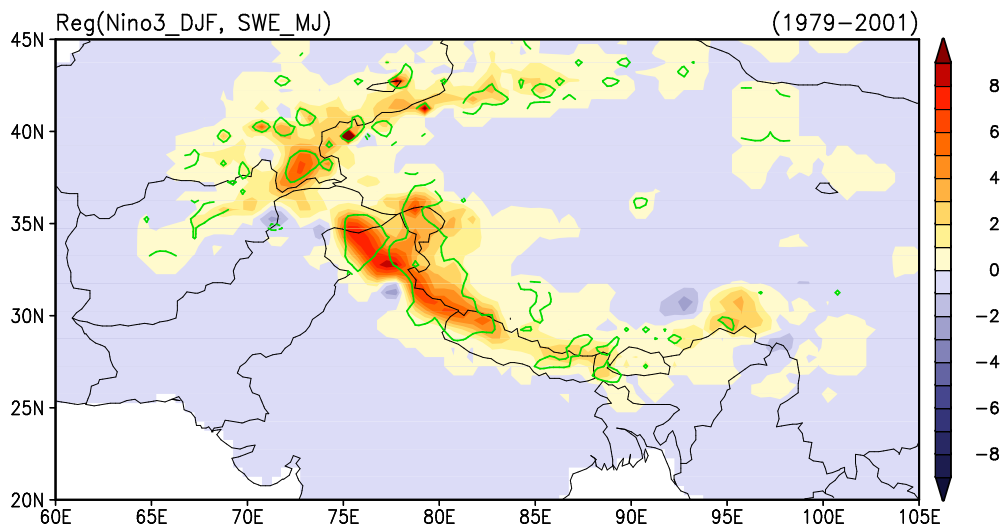 Reg(Nino3_DJF, SWE_MJ) (1979−2001)
45N
40N
35N
30N
25N
20N
60E 65E 70E 75E 80E 85E 90E 95E 100E 105E
8
6
4
2
0
−2
−4
−6
−8